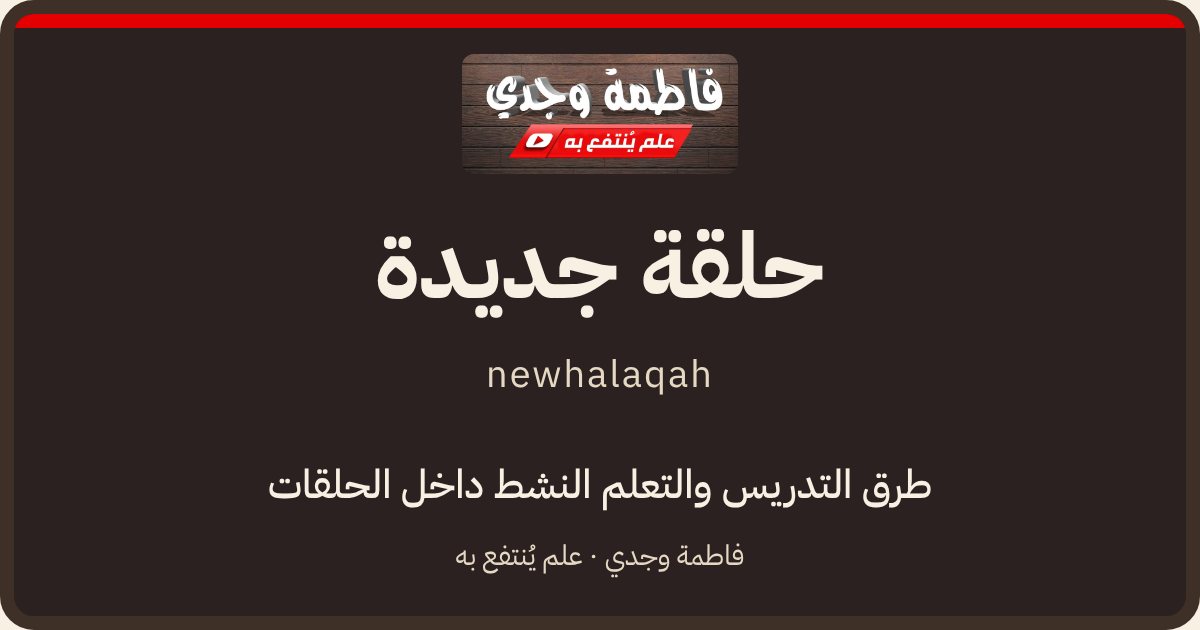 فاطمة وجدي
علم يُنتفع به
حلقة جديدة
newhalaqah
طرق التدريس والتعلم النشط داخل الحلقات
فاطمة وجدي · علم يُنتفع به